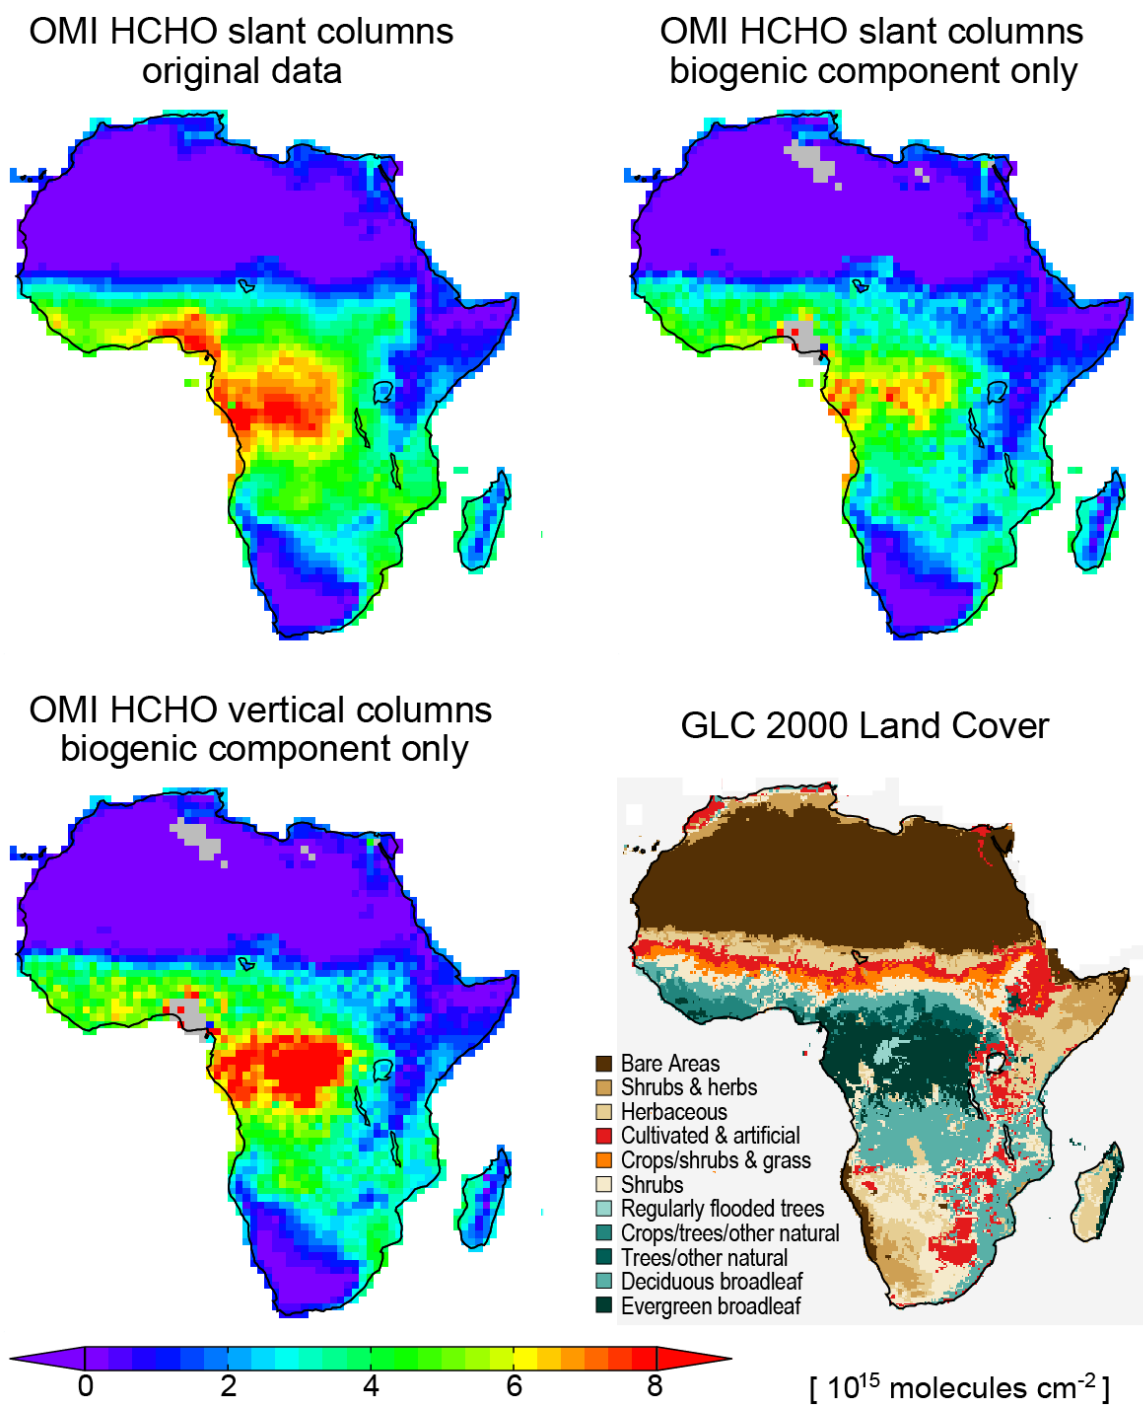 OMI HCHO slant columns
original data
OMI HCHO slant columns
biogenic component only
OMI HCHO vertical columns
biogenic component only
GLC 2000 Land Cover
Bare Areas
Shrubs & herbs
Herbaceous
Cultivated & artificial
Crops/shrubs & grass
Shrubs
Regularly flooded trees
Crops/trees/other natural
Trees/other natural
Deciduous broadleaf
Evergreen broadleaf
0 2 4 6 8
[ 10¹⁵ molecules cm⁻² ]